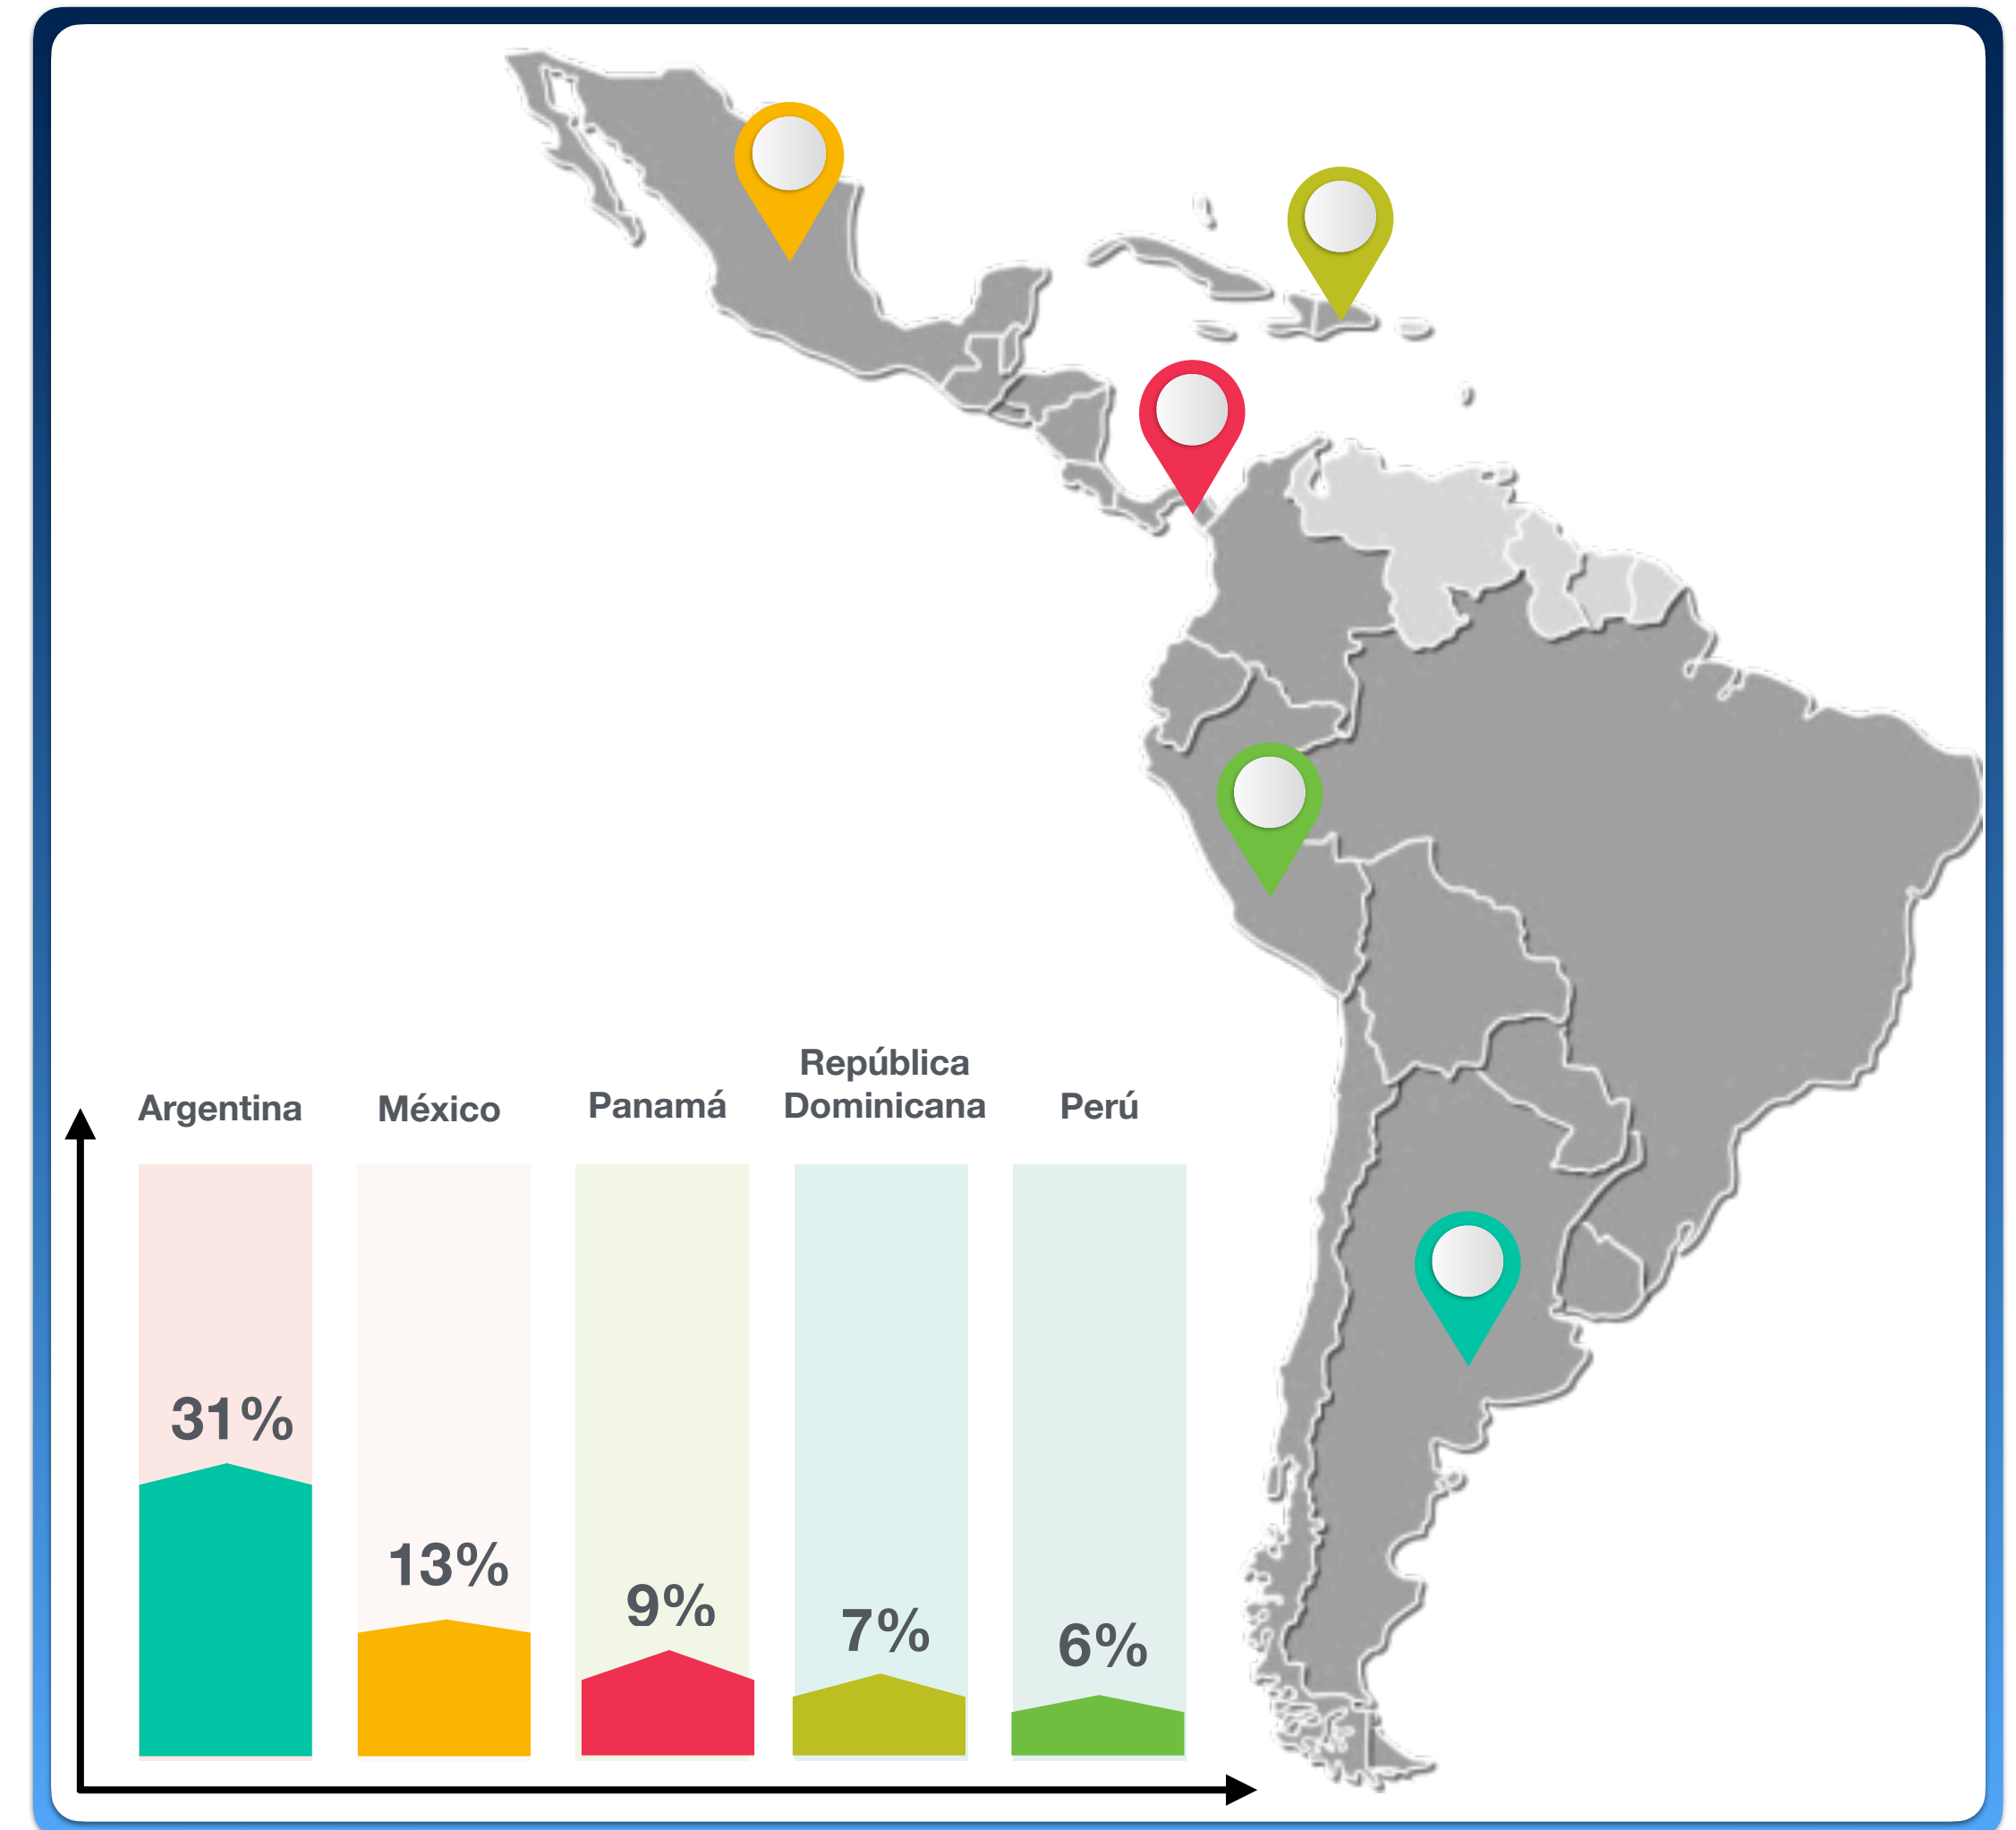 Argentina
México
Panamá
República
Dominicana
Perú
31%
13%
9%
7%
6%